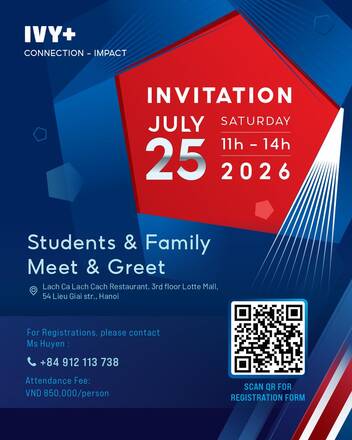 IVY+
CONNECTION - IMPACT
INVITATION
JULY
25
SATURDAY
11h - 14h
2026
Students & Family
Meet & Greet
Lach Ca Lach Cach Restaurant, 3rd floor Lotte Mall,
54 Lieu Giai str., Hanoi
For Registrations, please contact
Ms Huyen :
+84 912 113 738
Attendance Fee:
VND 850,000/person
SCAN QR FOR
REGISTRATION FORM